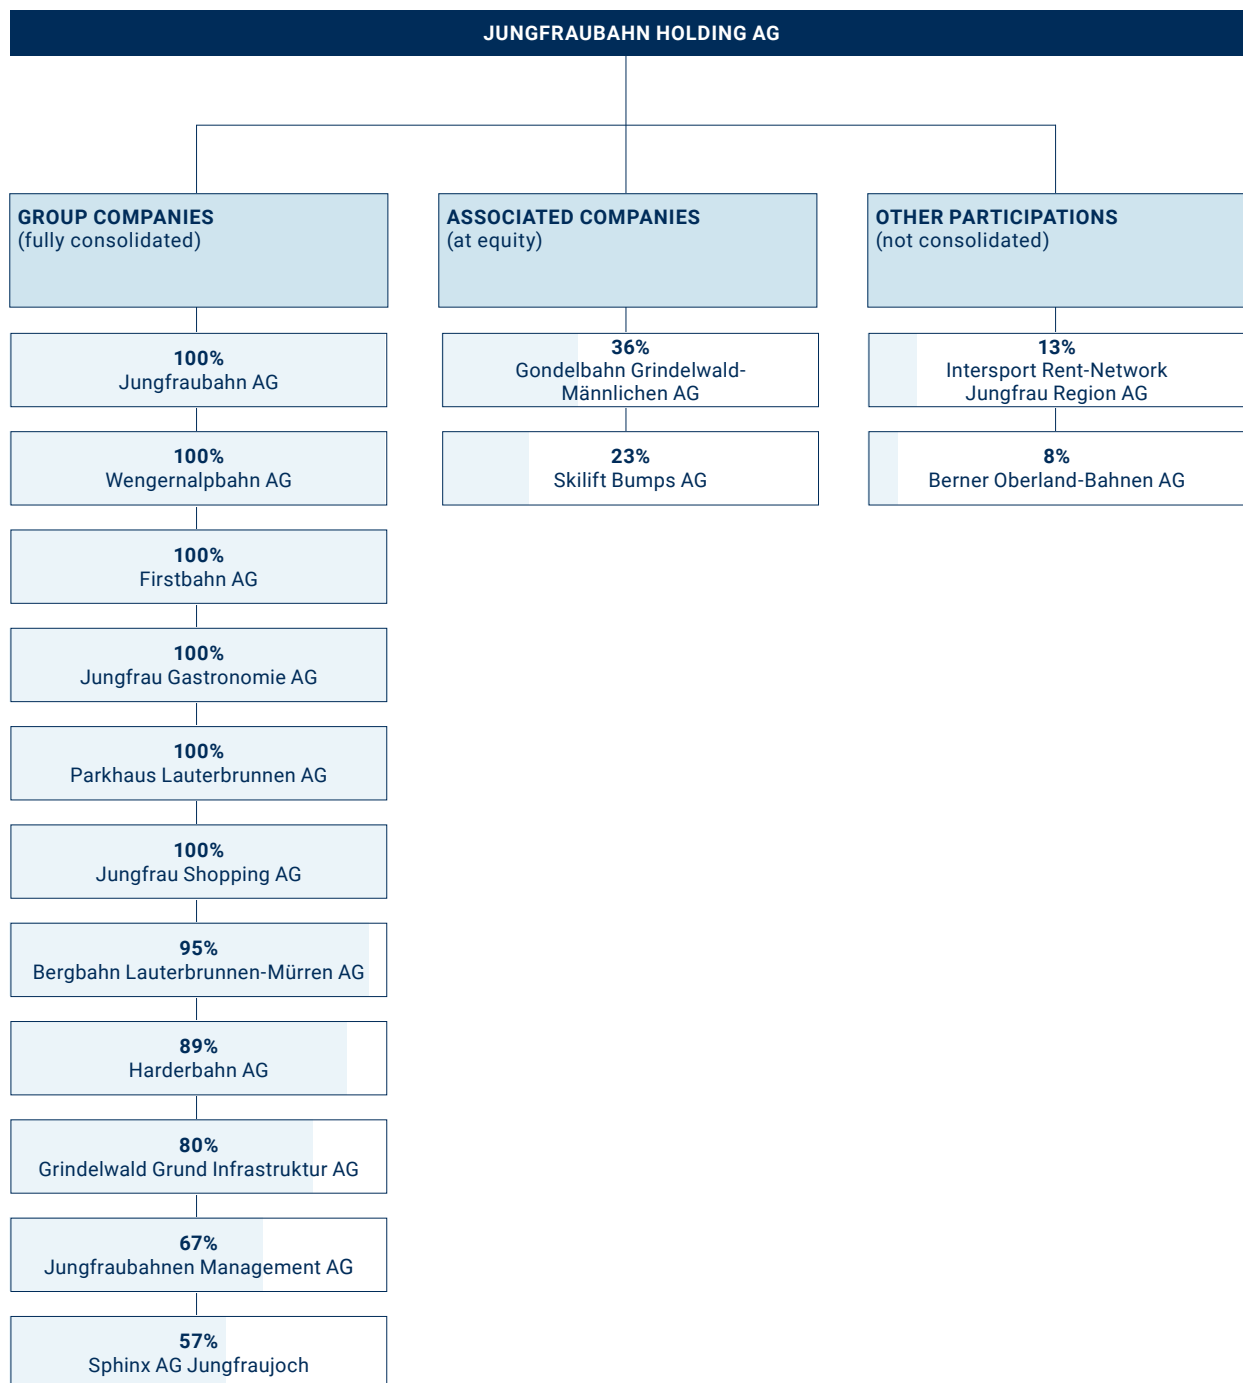 JUNGFRAUBAHN HOLDING AG
GROUP COMPANIES
(fully consolidated)
100%
Jungfraubahn AG
100%
Wengernalpbahn AG
100%
Firstbahn AG
100%
Jungfrau Gastronomie AG
100%
Parkhaus Lauterbrunnen AG
100%
Jungfrau Shopping AG
95%
Bergbahn Lauterbrunnen-Mürren AG
89%
Harderbahn AG
80%
Grindelwald Grund Infrastruktur AG
67%
Jungfraubahnen Management AG
57%
Sphinx AG Jungfraujoch
ASSOCIATED COMPANIES
(at equity)
36%
Gondelbahn Grindelwald-
Männlichen AG
23%
Skilift Bumps AG
OTHER PARTICIPATIONS
(not consolidated)
13%
Intersport Rent-Network
Jungfrau Region AG
8%
Berner Oberland-Bahnen AG